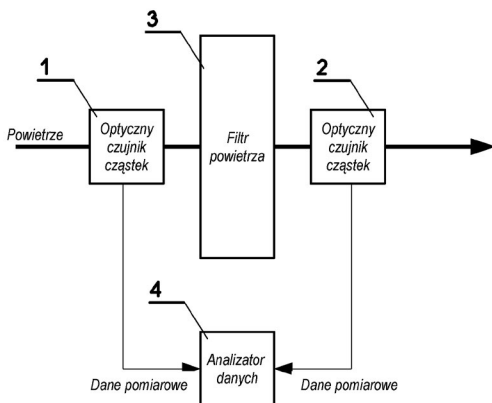 3
1
2
Powietrze
Optyczny
czujnik
cząstek
Filtr
powietrza
Optyczny
czujnik
cząstek
4
Analizator
danych
Dane pomiarowe
Dane pomiarowe